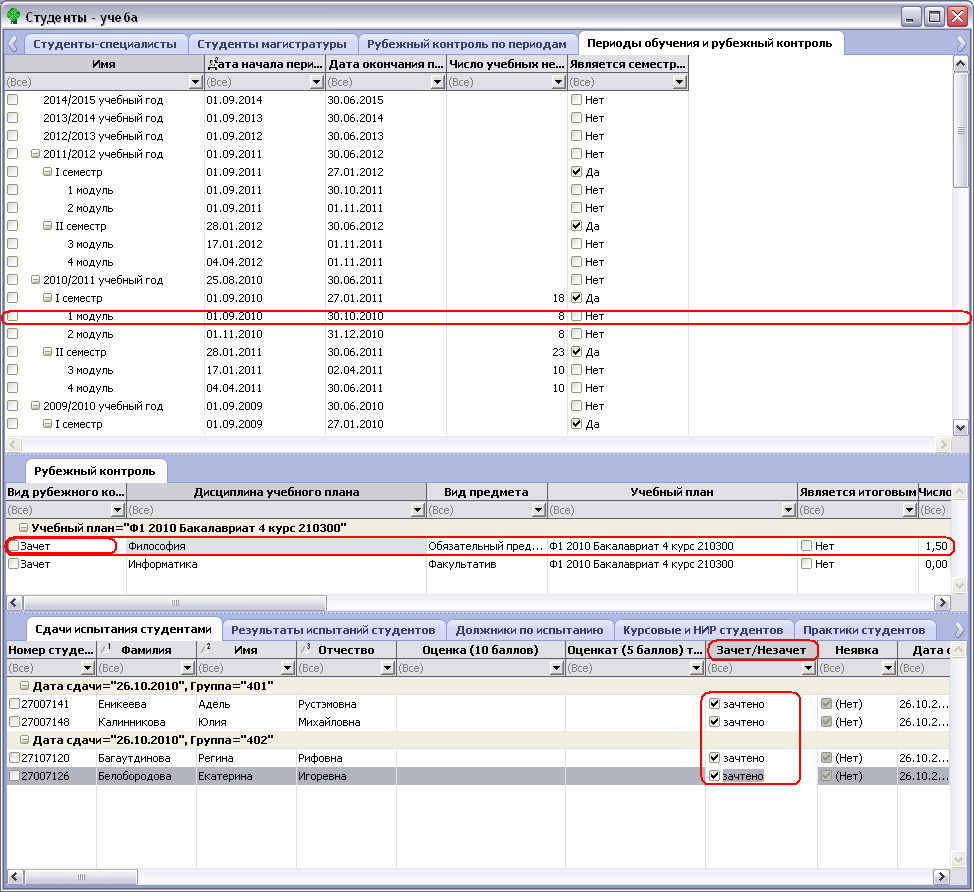 Студенты - учеба
Студенты-специалисты Студенты магистратуры Рубежный контроль по периодам Периоды обучения и рубежный контроль
Имя Дата начала пери... Дата окончания п... Число учебных не... Является семестр...
(Все) (Все) (Все) (Все) (Все)
2014/2015 учебный год 01.09.2014 30.06.2015 Нет
2013/2014 учебный год 01.09.2013 30.06.2014 Нет
2012/2013 учебный год 01.09.2012 30.06.2013 Нет
2011/2012 учебный год 01.09.2011 30.06.2012 Нет
I семестр 01.09.2011 27.01.2012 Да
1 модуль 01.09.2011 30.10.2011 Нет
2 модуль 01.09.2011 01.11.2011 Нет
II семестр 28.01.2012 30.06.2012 Да
3 модуль 17.01.2012 01.11.2011 Нет
4 модуль 04.04.2012 01.11.2011 Нет
2010/2011 учебный год 25.08.2010 30.06.2011 Нет
I семестр 01.09.2010 27.01.2011 18 Да
1 модуль 01.09.2010 30.10.2010 8 Нет
2 модуль 01.11.2010 31.12.2010 8 Нет
II семестр 28.01.2011 30.06.2011 23 Да
3 модуль 17.01.2011 02.04.2011 10 Нет
4 модуль 04.04.2011 30.06.2011 10 Нет
2009/2010 учебный год 01.09.2009 30.06.2010 Нет
I семестр 01.09.2009 27.01.2010 Да
Рубежный контроль
Вид рубежного ко... Дисциплина учебного плана Вид предмета Учебный план Является итоговым Число
(Все) (Все) (Все) (Все) (Все) (Все)
Учебный план="Ф1 2010 Бакалавриат 4 курс 210300"
Зачет Философия Обязательный пред... Ф1 2010 Бакалавриат 4 курс 210300 Нет 1,50
Зачет Информатика Факультатив Ф1 2010 Бакалавриат 4 курс 210300 Нет 0,00
Сдачи испытания студентами Результаты испытаний студентов Должники по испытанию Курсовые и НИР студентов Практики студентов
Номер студе... 1 Фамилия 2 Имя 3 Отчество Оценка (10 баллов) Оценкат (5 баллов) т... Зачет/Незачет Неявка Дата с
(Все) (Все) (Все) (Все) (Все) (Все) (Все) (Все) (Все)
Дата сдачи="26.10.2010", Группа="401"
27007141 Еникеева Адель Рустэмовна зачтено (Нет) 26.10.2...
27007148 Калинникова Юлия Михайловна зачтено (Нет) 26.10.2...
Дата сдачи="26.10.2010", Группа="402"
27107120 Багаутдинова Регина Рифовна зачтено (Нет) 26.10.2...
27007126 Белобородова Екатерина Игоревна зачтено (Нет) 26.10.2...